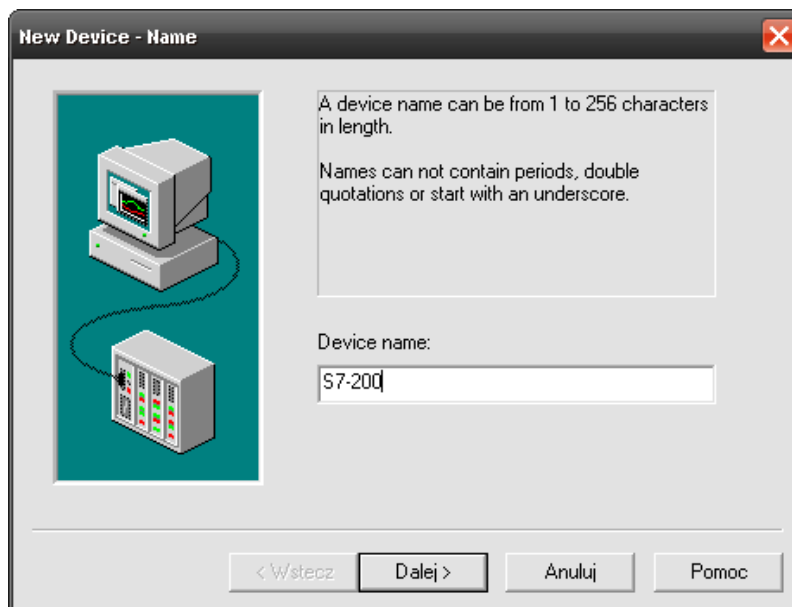 New Device - Name
A device name can be from 1 to 256 characters
in length.
Names can not contain periods, double
quotations or start with an underscore.
Device name:
S7-200
< Wstecz
Dalej >
Anuluj
Pomoc